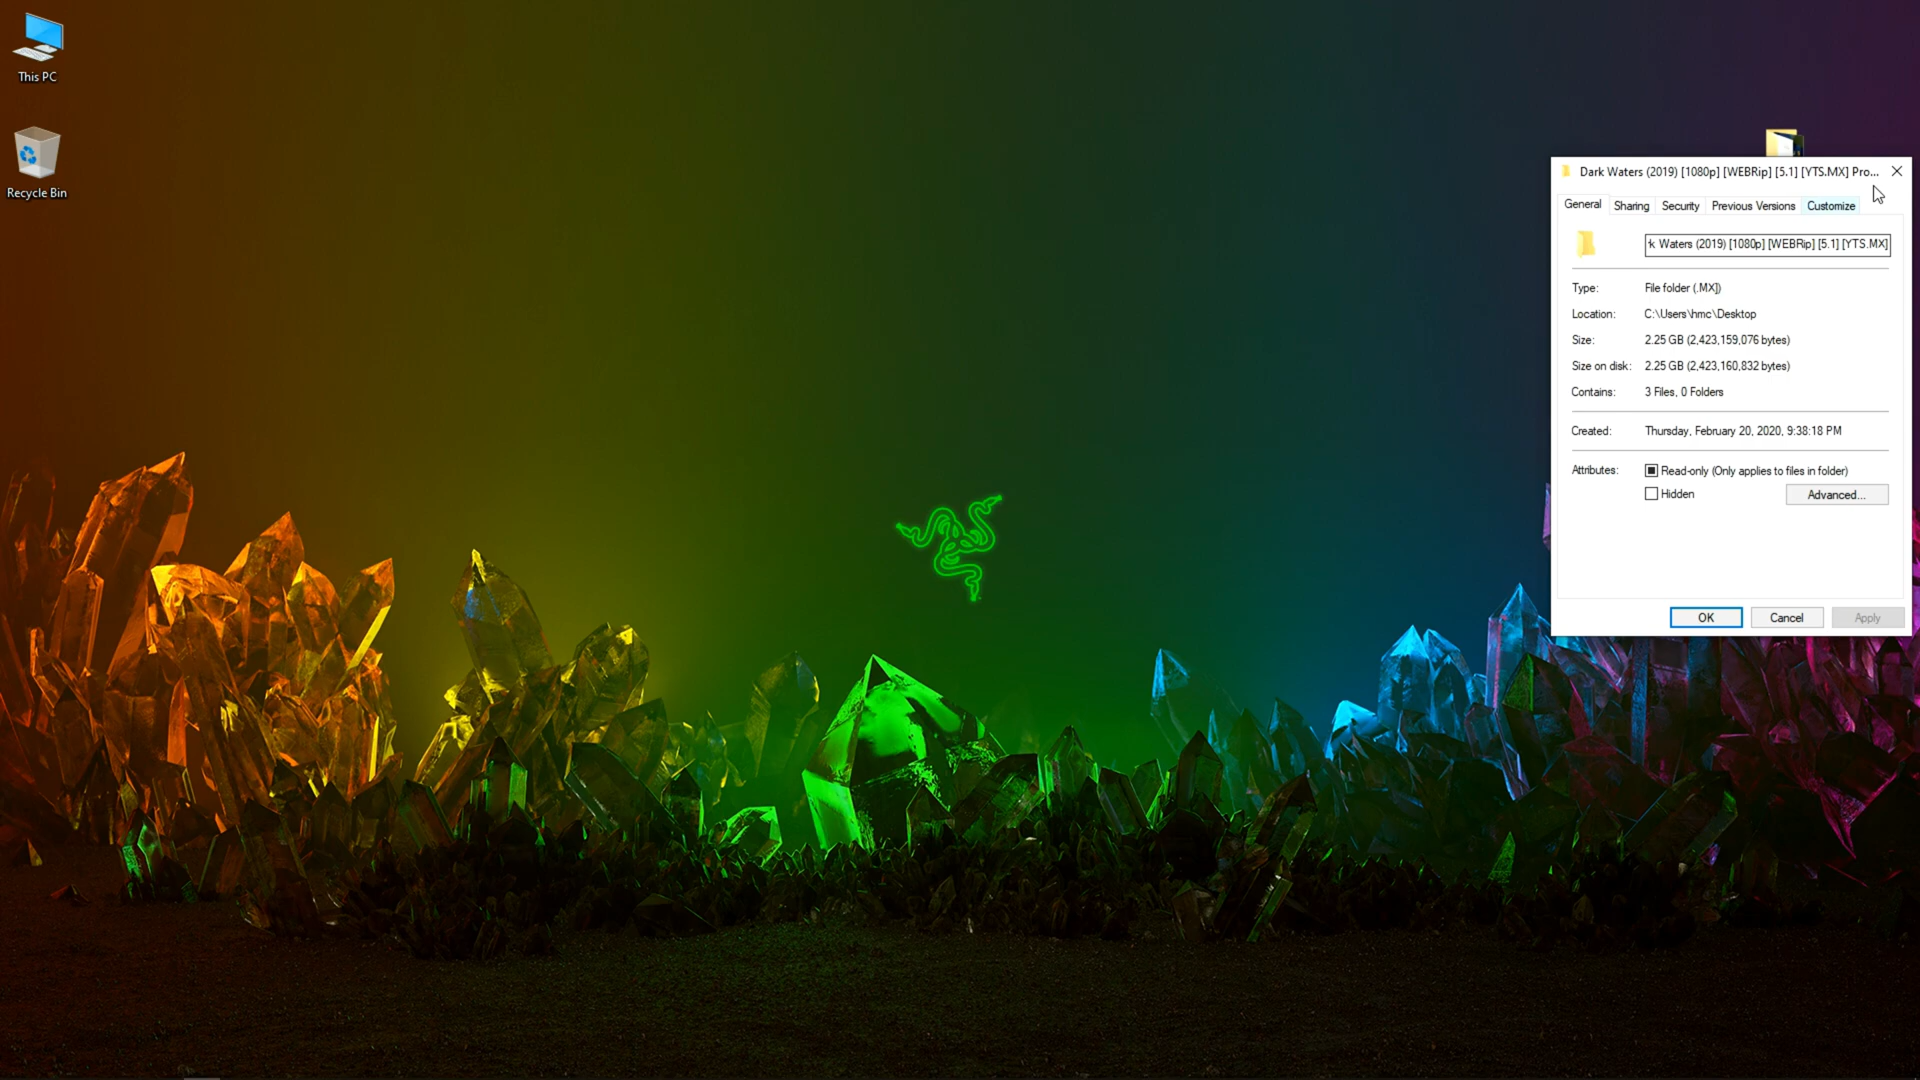 This PC
Recycle Bin
Dark Waters (2019) [1080p] [WEBRip] [5.1] [YTS.MX] Pro...
General Sharing Security Previous Versions Customize
k Waters (2019) [1080p] [WEBRip] [5.1] [YTS.MX]
Type: File folder (.MX])
Location: C:\Users\hmc\Desktop
Size: 2.25 GB (2,423,159,076 bytes)
Size on disk: 2.25 GB (2,423,160,832 bytes)
Contains: 3 Files, 0 Folders
Created: Thursday, February 20, 2020, 9:38:18 PM
Attributes: Read-only (Only applies to files in folder)
Hidden Advanced...
OK Cancel Apply